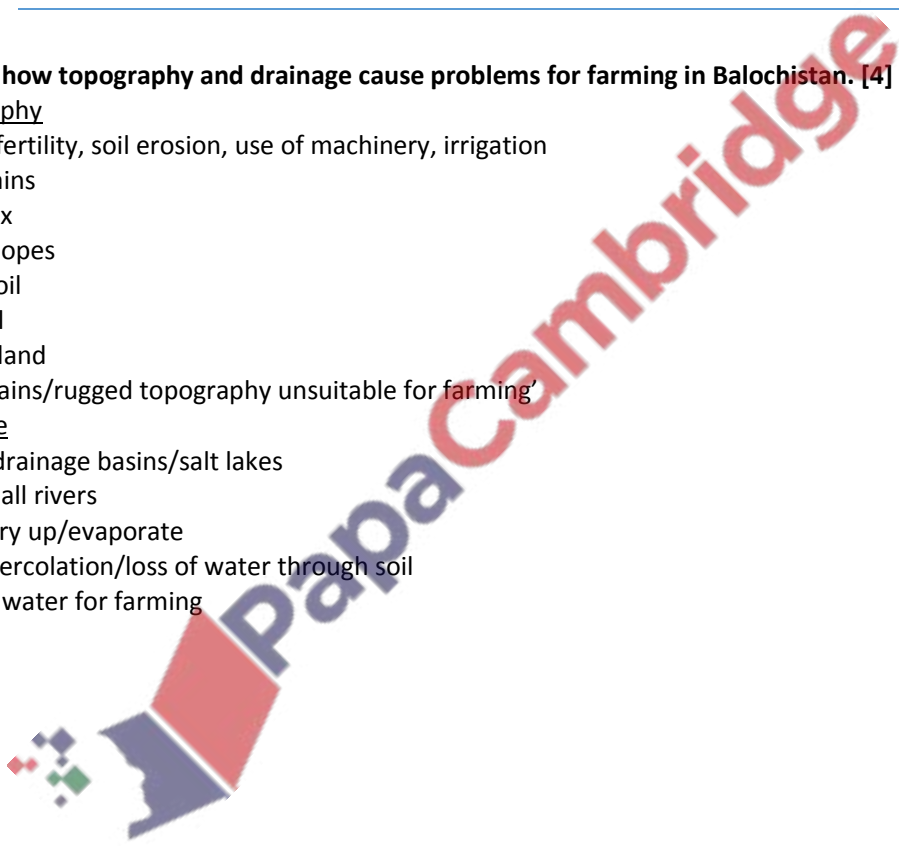 how topography and drainage cause problems for farming in Balochistan. [4]
phy
fertility, soil erosion, use of machinery, irrigation
ins
x
opes
oil
l
land
ains/rugged topography unsuitable for farming’
e
drainage basins/salt lakes
all rivers
ry up/evaporate
ercolation/loss of water through soil
water for farming
PapaCambridge